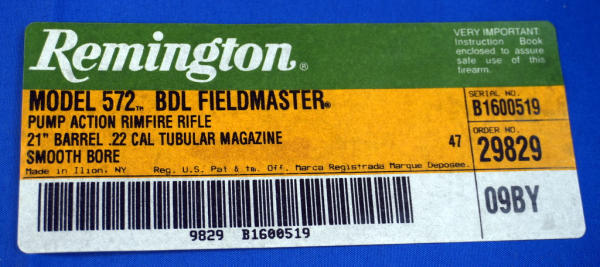 Remington®
VERY IMPORTANT:
Instruction Book
enclosed to assure
safe use of this
firearm.
MODEL 572™ BDL FIELDMASTER®
PUMP ACTION RIMFIRE RIFLE
21" BARREL .22 CAL TUBULAR MAGAZINE
SMOOTH BORE
47
Made in Ilion, NY Reg. U.S. Pat & tm. Off. Marca Registrada Marque Deposee.
SERIAL NO.
B1600519
ORDER NO.
29829
09BY
9829 B1600519